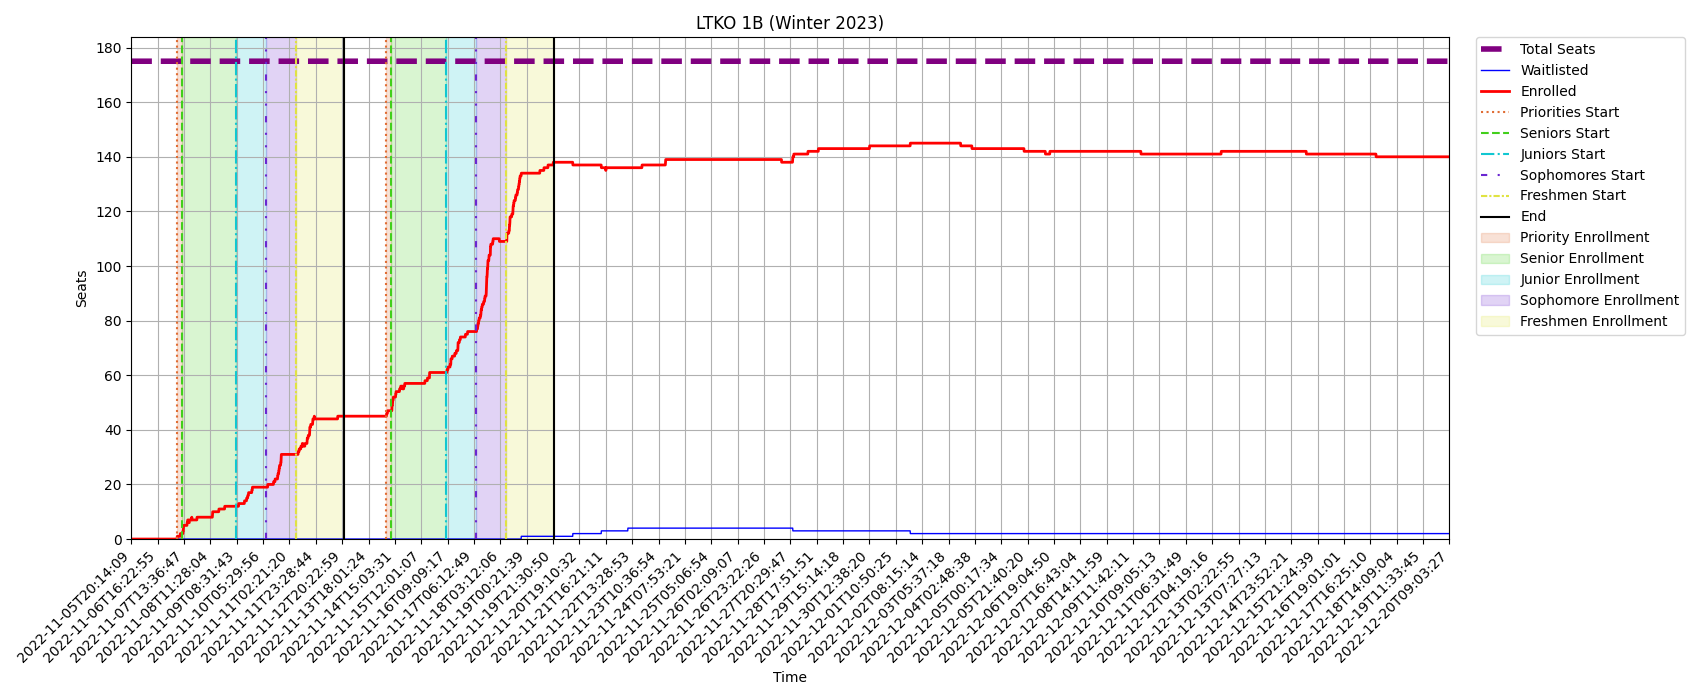 LTKO 1B (Winter 2023)
180
160
140
120
100
80
60
40
20
0
Seats
2022-11-05T20:14:09
2022-11-06T16:22:55
2022-11-07T13:36:47
2022-11-08T11:28:04
2022-11-09T08:31:43
2022-11-10T05:29:56
2022-11-11T02:21:20
2022-11-11T23:28:44
2022-11-12T20:22:59
2022-11-13T18:01:24
2022-11-14T15:03:31
2022-11-15T12:01:07
2022-11-16T09:09:17
2022-11-17T06:12:49
2022-11-18T03:12:06
2022-11-19T00:21:39
2022-11-19T21:30:50
2022-11-20T19:10:32
2022-11-21T16:21:11
2022-11-22T13:28:53
2022-11-23T10:36:54
2022-11-24T07:53:21
2022-11-25T05:06:54
2022-11-26T02:09:07
2022-11-26T23:22:26
2022-11-27T20:29:47
2022-11-28T17:51:51
2022-11-29T15:14:18
2022-11-30T12:38:20
2022-12-01T10:50:25
2022-12-02T08:15:14
2022-12-03T05:37:18
2022-12-04T02:48:38
2022-12-05T00:17:34
2022-12-05T21:40:20
2022-12-06T19:04:50
2022-12-07T16:43:04
2022-12-08T14:11:59
2022-12-09T11:42:11
2022-12-10T09:05:13
2022-12-11T06:31:49
2022-12-12T04:19:16
2022-12-13T02:22:55
2022-12-13T07:27:13
2022-12-14T23:52:21
2022-12-15T21:24:39
2022-12-16T19:01:01
2022-12-17T16:25:10
2022-12-18T14:09:04
2022-12-19T11:33:45
2022-12-20T09:03:27
Time
Total Seats
Waitlisted
Enrolled
Priorities Start
Seniors Start
Juniors Start
Sophomores Start
Freshmen Start
End
Priority Enrollment
Senior Enrollment
Junior Enrollment
Sophomore Enrollment
Freshmen Enrollment